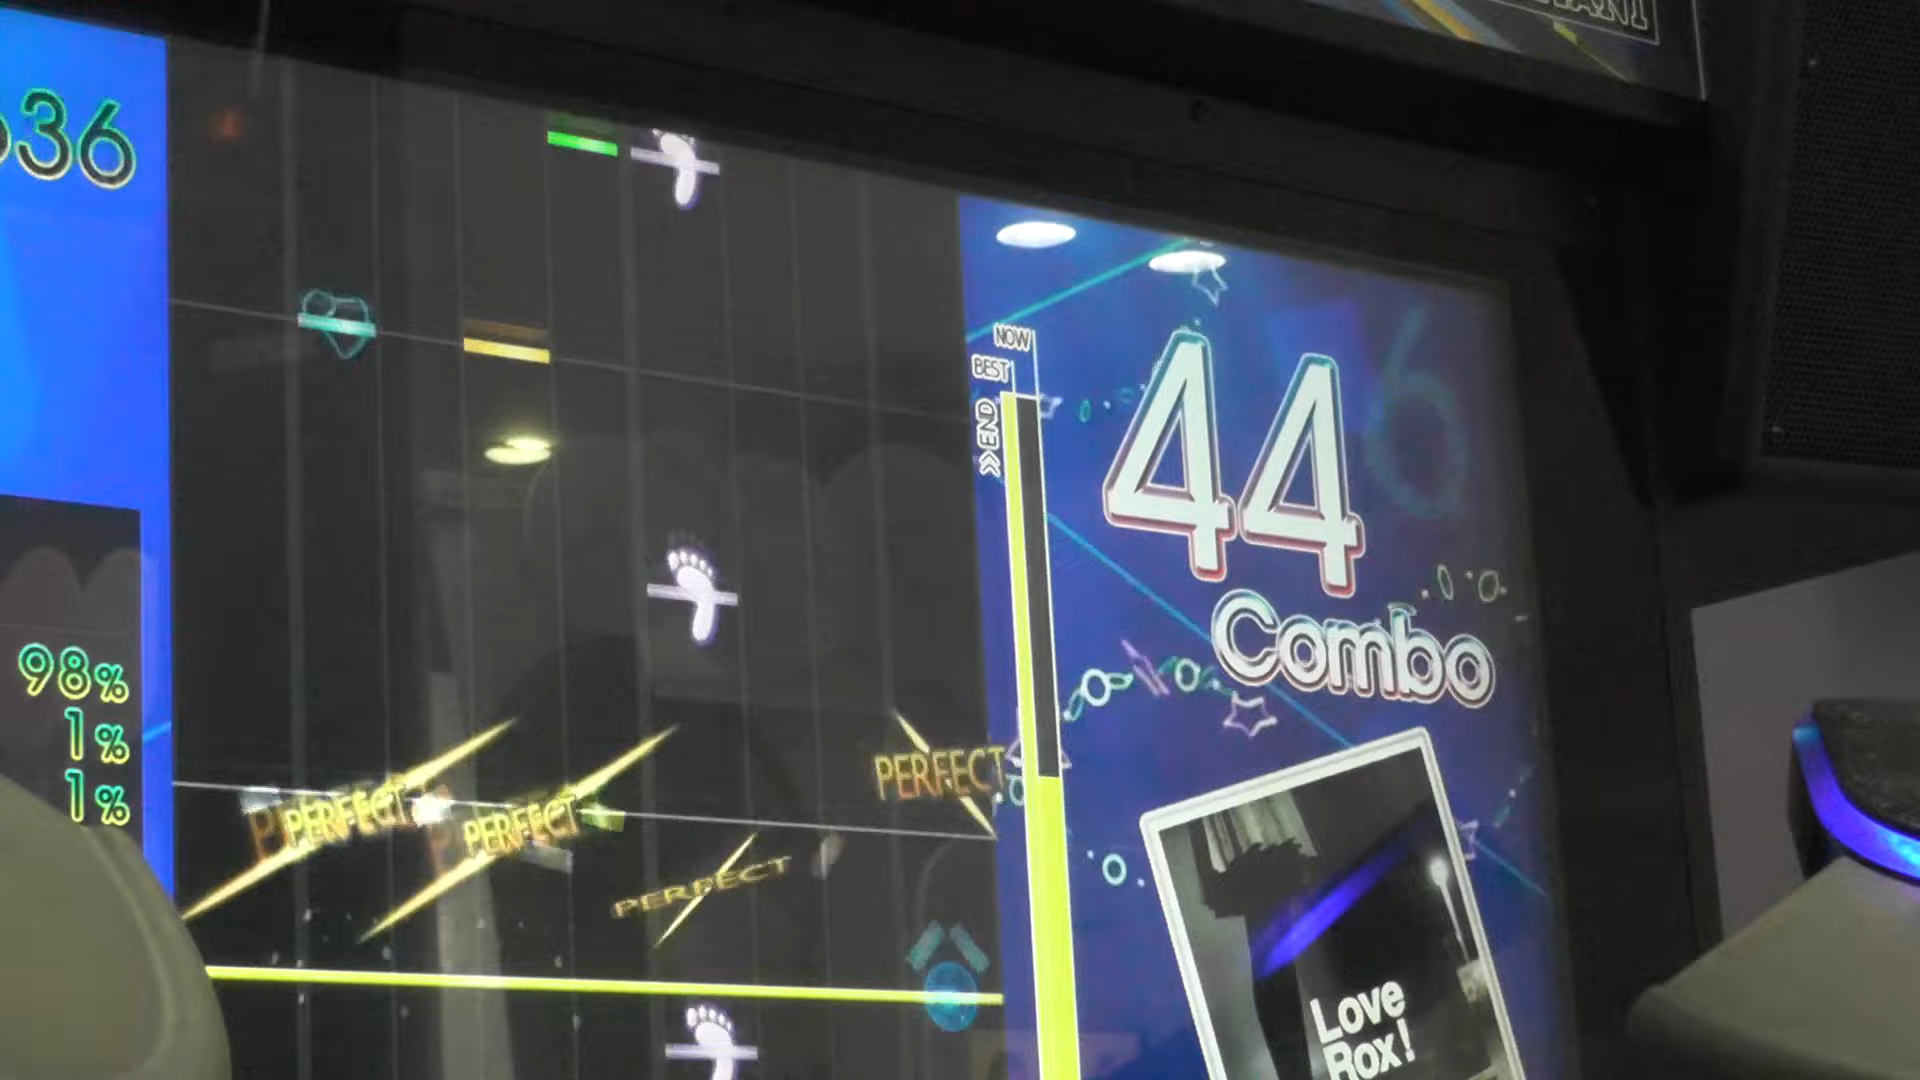 36
NOW
BEST
>>END
44
Combo
98%
1%
1%
PERFECT
PERFECT
PERFECT
PERFECT
Love
Rox!